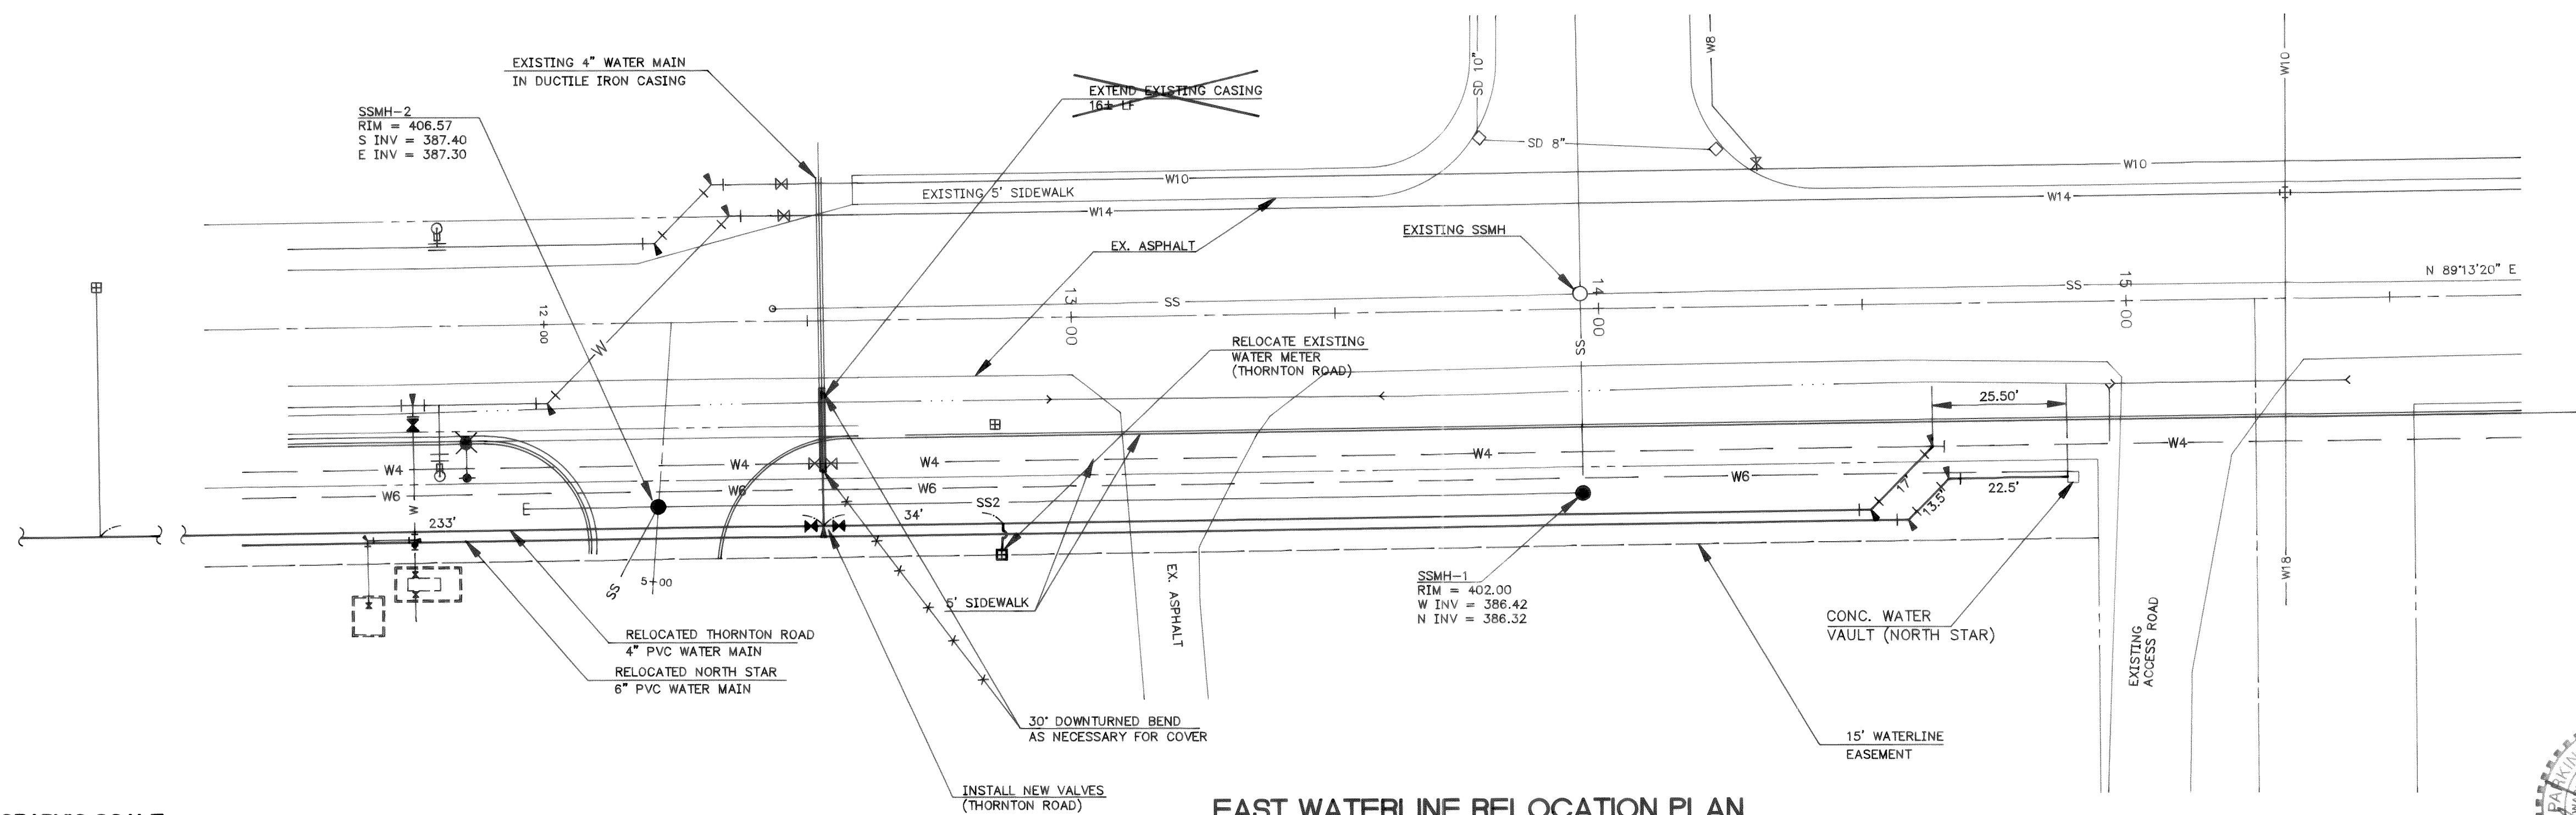 EXISTING 4" WATER MAIN
IN DUCTILE IRON CASING
EXTEND EXISTING CASING
16± LF
SSMH-2
RIM = 406.57
S INV = 387.40
E INV = 387.30
SD 10"
W8
W10
SD 8"
W10
W10
EXISTING 5' SIDEWALK
W14
W14
EX. ASPHALT
EXISTING SSMH
N 89°13'20" E
SS
SS
12+00
13+00
14+00
15+00
W
SS
RELOCATE EXISTING
WATER METER
(THORNTON ROAD)
25.50'
W4
W4
W4
W4
W4
W6
W6
W6
W6
W
E
SS2
17'
13.5"
22.5'
233'
34'
SS
5+00
5' SIDEWALK
EX. ASPHALT
SSMH-1
RIM = 402.00
W INV = 386.42
N INV = 386.32
W18
CONC. WATER
VAULT (NORTH STAR)
EXISTING
ACCESS ROAD
RELOCATED THORNTON ROAD
4" PVC WATER MAIN
RELOCATED NORTH STAR
6" PVC WATER MAIN
30° DOWNTURNED BEND
AS NECESSARY FOR COVER
15' WATERLINE
EASEMENT
INSTALL NEW VALVES
(THORNTON ROAD)
EAST WATERLINE RELOCATION PLAN
GRAPHIC SCALE